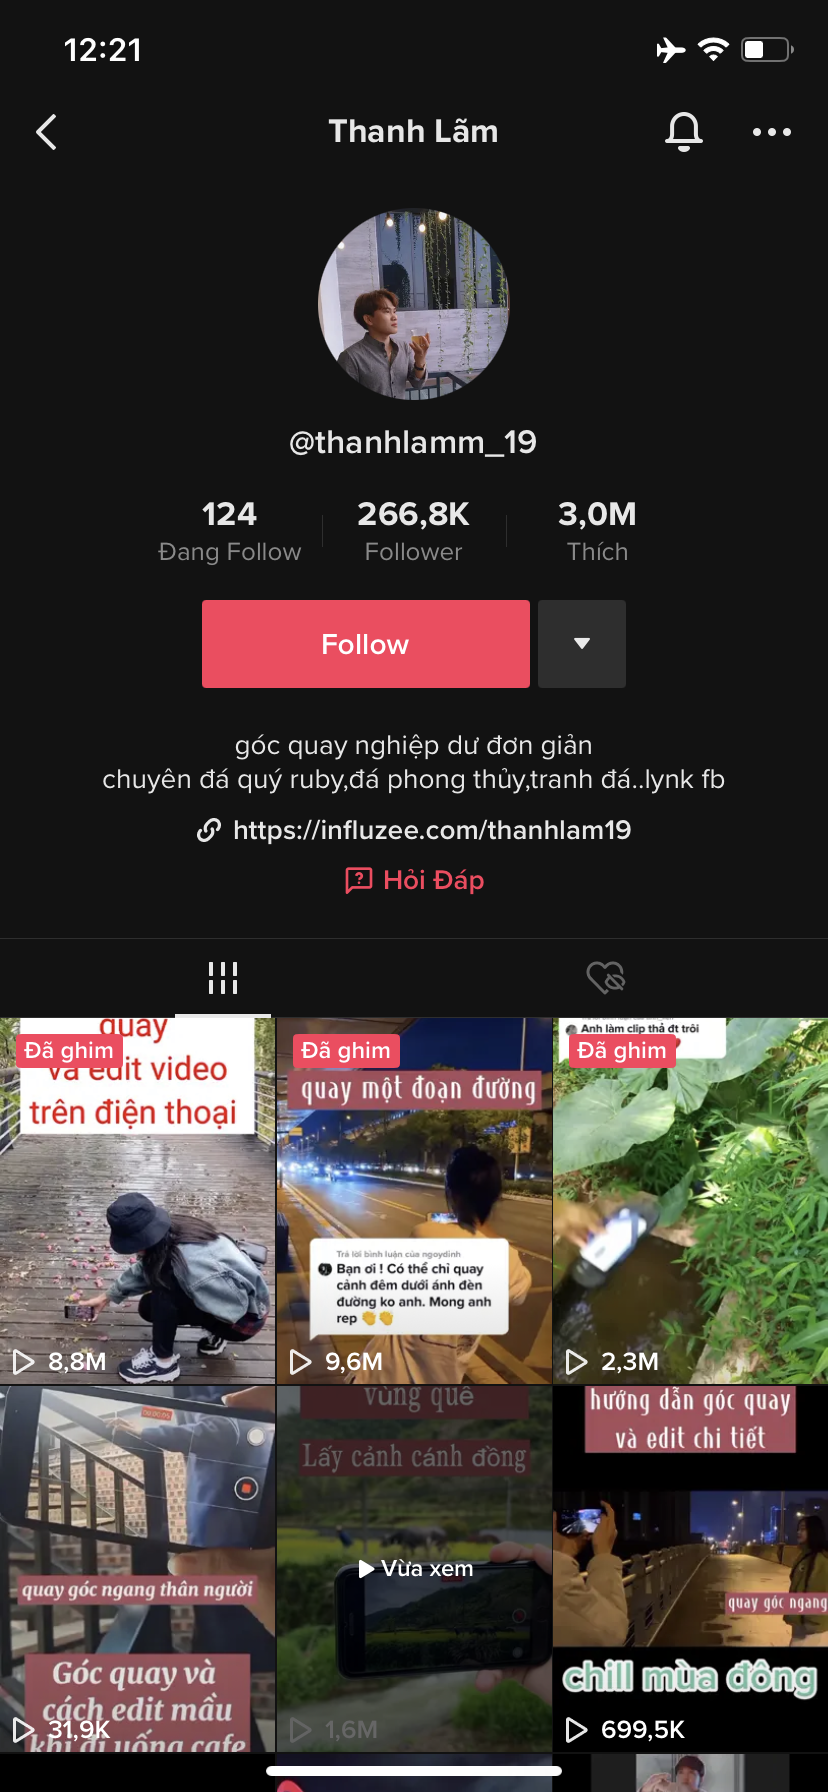 12:21
Thanh Lãm
@thanhlamm_19
124
Đang Follow
266,8K
Follower
3,0M
Thích
Follow
góc quay nghiệp dư đơn giản
chuyên đá quý ruby,đá phong thủy,tranh đá..lynk fb
https://influzee.com/thanhlam19
Hỏi Đáp
Đã ghim
quay
và edit video
trên điện thoại
8,8M
Đã ghim
quay một đoạn đường
Trả lời bình luận của ngoydinh
Bạn ơi ! Có thể chỉ quay
cảnh đêm dưới ánh đèn
đường ko anh. Mong anh
rep 👏👏
9,6M
Anh làm clip thả đt trôi
Đã ghim
2,3M
quay góc ngang thân người
Góc quay và
cách edit mầu
khi đi uống cafe
31,9K
vùng quê
Lấy cảnh cánh đồng
Vừa xem
1,6M
hướng dẫn góc quay
và edit chi tiết
quay góc ngang
chill mùa đông
699,5K